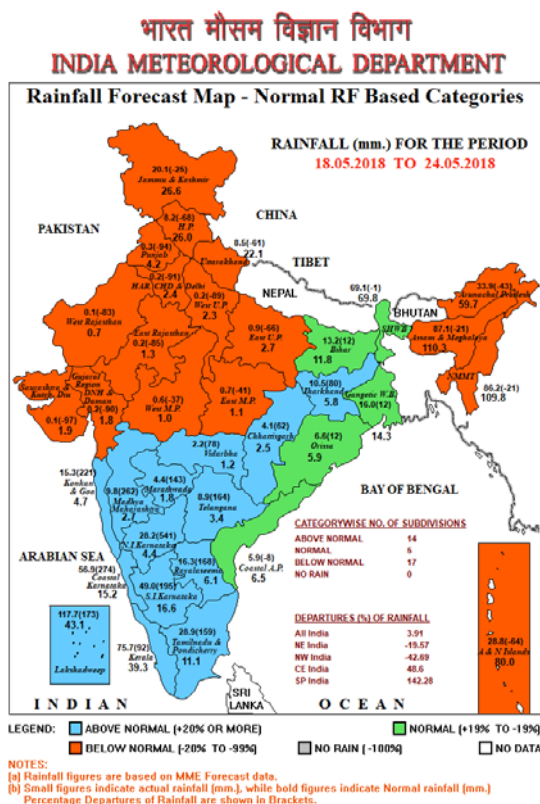 भारत मौसम विज्ञान विभाग
INDIA METEOROLOGICAL DEPARTMENT
Rainfall Forecast Map - Normal RF Based Categories
RAINFALL (mm.) FOR THE PERIOD
18.05.2018 TO 24.05.2018
20.1(-25)
Jammu & Kashmir
26.6
8.2(-68)
H.P.
26.0
PAKISTAN
CHINA
0.3(-94)
Punjab
4.2
8.5(-61)
Uttarakhand
22.1
TIBET
0.2(-91)
HAR. CHD & Delhi
2.4
0.2(-89)
West U.P.
2.3
NEPAL
69.1(-1)
69.8
SHWB
BHUTAN
33.9(-43)
Arunachal Pradesh
59.7
0.1(-83)
West Rajasthan
0.7
East Rajasthan
0.2(-85)
1.3
0.9(-66)
East U.P.
2.7
13.2(12)
Bihar
11.8
87.1(-21)
Assam & Meghalaya
110.3
NMMT
86.2(-21)
109.8
Saurashtra &
Kutch, Diu
0.1(-97)
1.9
Gujarat
Region
DNH &
Daman
0.2(-90)
1.8
0.6(-37)
West M.P.
1.0
0.7(-41)
East M.P.
1.1
10.5(80)
Jharkhand
5.8
Gangetic W.B.
16.0(12)
14.3
4.1(62)
Chhattisgarh
2.5
6.6(12)
Orissa
5.9
2.2(78)
Vidarbha
1.2
15.3(221)
Konkan
& Goa
4.7
9.8(262)
Madhya
Maharashtra
2.7
4.4(143)
Marathwada
1.8
8.9(164)
Telangana
3.4
BAY OF BENGAL
ARABIAN SEA
28.2(541)
N.I.Karnataka
4.4
16.3(168)
Rayalaseema
6.1
5.9(-8)
Coastal A.P.
6.5
56.9(274)
Coastal
Karnataka
15.2
49.0(195)
S.I.Karnataka
16.6
117.7(173)
43.1
Lakshadweep
75.7(92)
Kerala
39.3
28.9(159)
Tamilnadu &
Pondicherry
11.1
CATEGORYWISE NO. OF SUBDIVISIONS
ABOVE NORMAL 14
NORMAL 5
BELOW NORMAL 17
NO RAIN 0
DEPARTURES (%) OF RAINFALL
All India 3.91
NE India -19.57
NW India -42.69
CE India 48.6
SP India 142.28
28.8(-64)
A & N Islands
80.0
SRI
LANKA
INDIAN OCEAN
LEGEND: ABOVE NORMAL (+20% OR MORE) NORMAL (+19% TO -19%)
BELOW NORMAL (-20% TO -99%) NO RAIN (-100%) NO DATA
NOTES:
[a] Rainfall figures are based on MME Forecast data.
(b) Small figures indicate actual rainfall (mm.), while bold figures indicate Normal rainfall (mm.)
Percentage Departures of Rainfall are shown in Brackets.